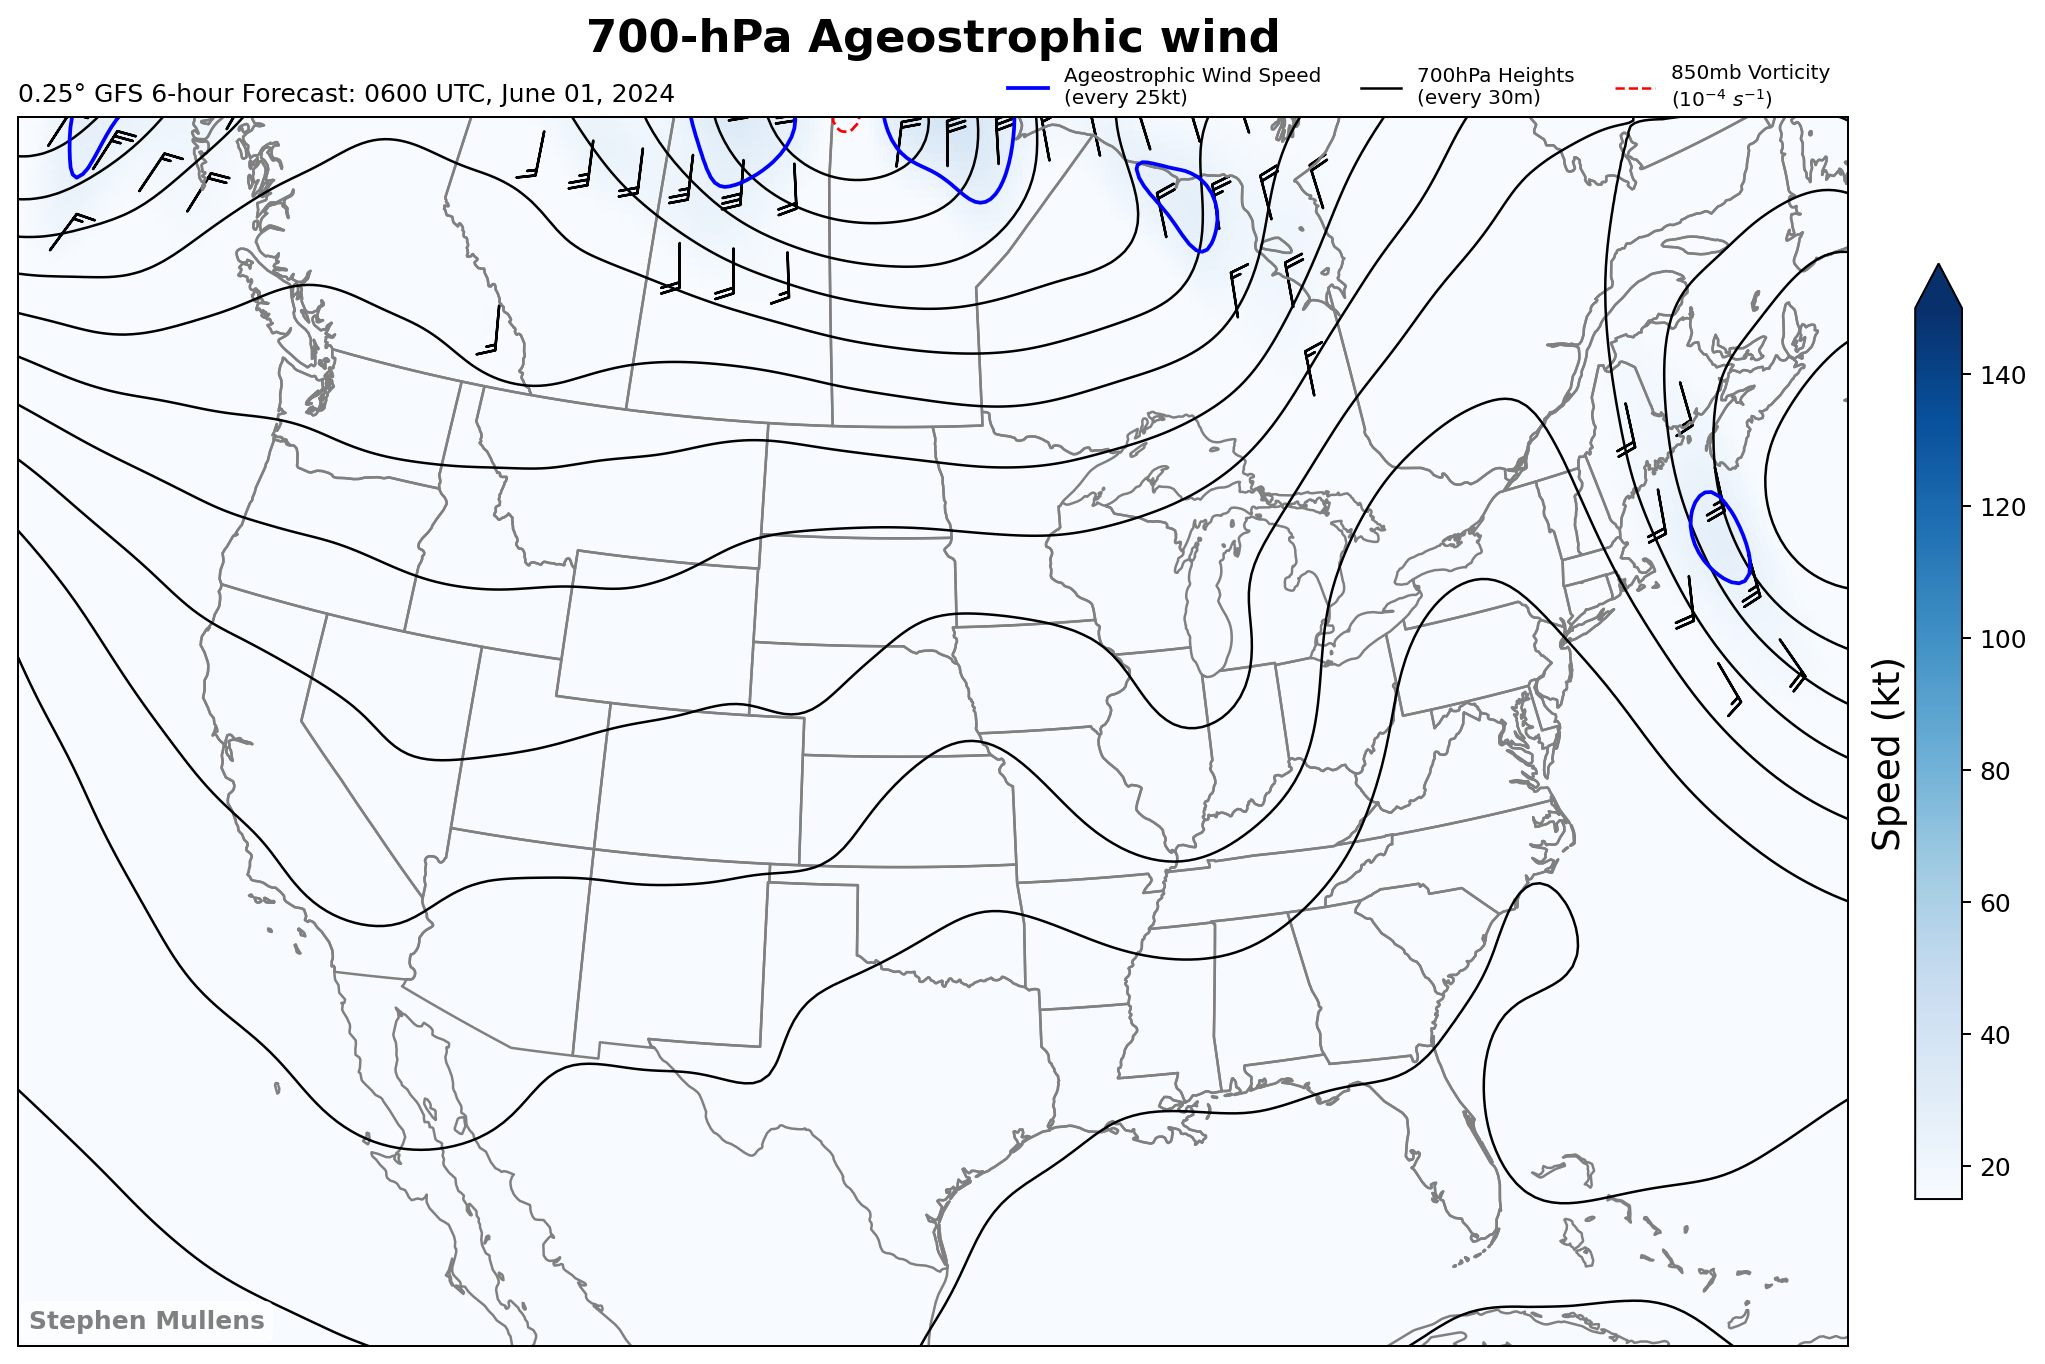 700-hPa Ageostrophic wind
0.25° GFS 6-hour Forecast: 0600 UTC, June 01, 2024
Ageostrophic Wind Speed
(every 25kt)
700hPa Heights
(every 30m)
850mb Vorticity
(10⁻⁴ s⁻¹)
140
120
100
80
60
40
20
Speed (kt)
Stephen Mullens